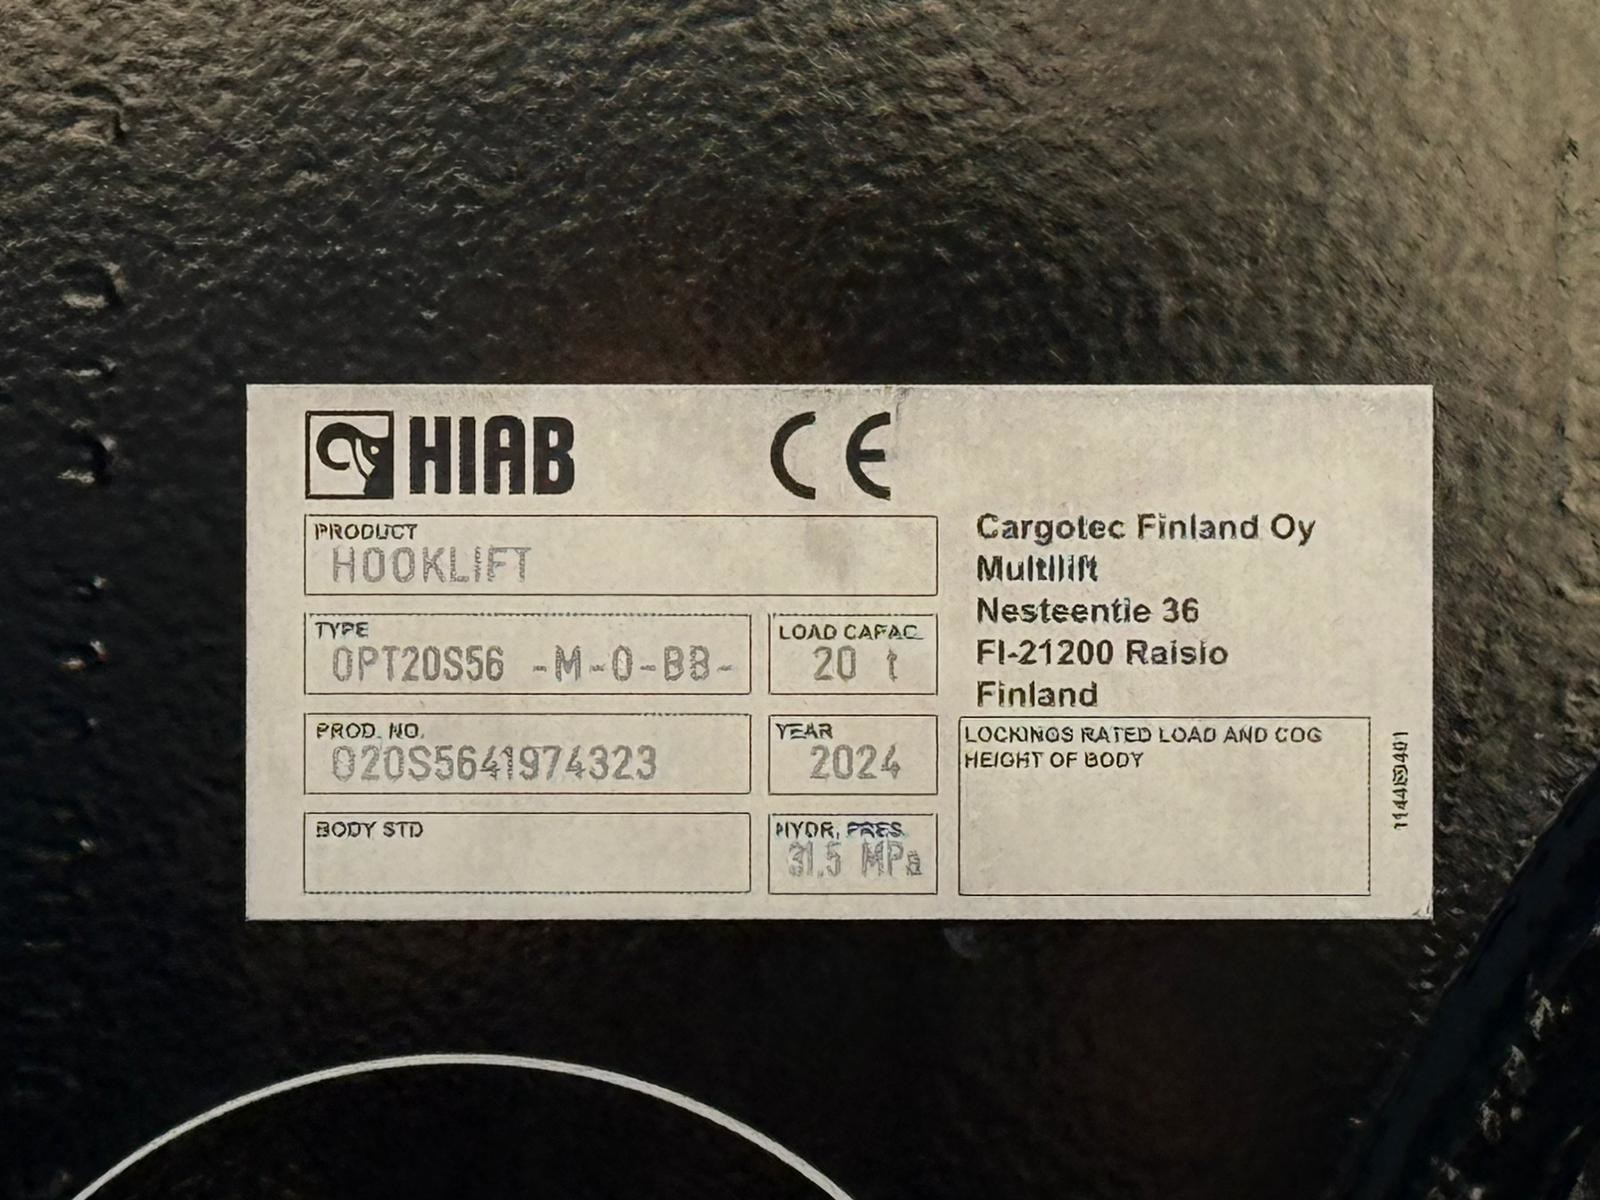 HIAB CE
PRODUCT
HOOKLIFT
TYPE
OPT20S56 -M-0-BB-
LOAD CAPAC.
20 t
PROD. NO.
O20S5641974323
YEAR
2024
BODY STD
HYDR. PRES.
31.5 MPa
Cargotec Finland Oy
Multilift
Nesteentie 36
FI-21200 Raisio
Finland
LOCKINGS RATED LOAD AND COG
HEIGHT OF BODY